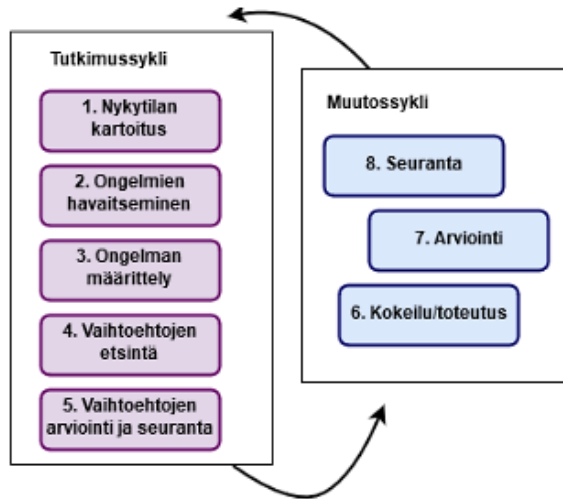 Tutkimussykli
1. Nykytilan
kartoitus
2. Ongelmien
havaitseminen
3. Ongelman
määrittely
4. Vaihtoehtojen
etsintä
5. Vaihtoehtojen
arviointi ja seuranta
Muutossykli
8. Seuranta
7. Arviointi
6. Kokeilu/toteutus